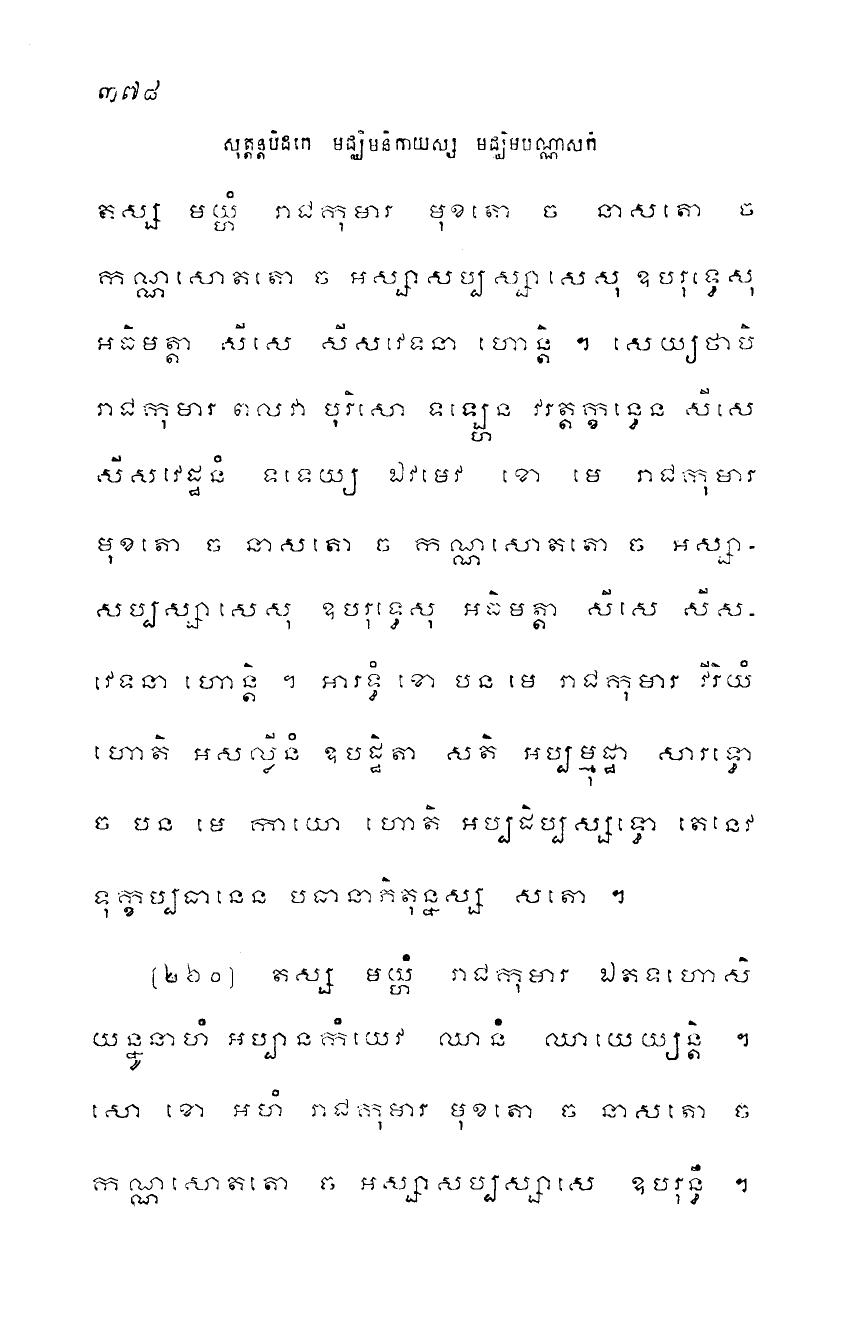 ៣៧៨
សុត្តន្តបិដកេ មជ្ឈិមនិកាយស្ស មជ្ឈិមបណ្ណាសកំ
តស្ស មយ្ហំ រាជកុមារ មុខតោ ច នាសតោ ច
កណ្ណសោតតោ ច អស្សាសប្បស្សាសេសុ ឧបរុទ្ធេសុ
អធិមត្តា សីសេ សីសវេទនា ហោន្តិ ។ សេយ្យថាបិ
រាជកុមារ ពលវា បុរិសោ ទឡ្ហេន វរត្តក្ខន្ធេន សីសេ
សីសវេដ្ឋនំ ទទេយ្យ ឯវមេវ ខោ មេ រាជកុមារ
មុខតោ ច នាសតោ ច កណ្ណសោតតោ ច អស្សា-
សប្បស្សាសេសុ ឧបរុទ្ធេសុ អធិមត្តា សីសេ សីស-
វេទនា ហោន្តិ ។ អារទ្ធំ ខោ បន មេ រាជកុមារ វីរិយំ
ហោតិ អសល្លីនំ ឧបដ្ឋិតា សតិ អប្បម្មុដ្ឋា សារទ្ធោ
ច បន មេ កាយោ ហោតិ អប្បដិប្បស្សទ្ធោ តេនេវ
ទុក្ខប្បធានេន បធានាភិតុន្នស្ស សតោ ។
(២៦០) តស្ស មយ្ហំ រាជកុមារ ឯតទហោសិ
យន្នូនាហំ អប្បានកំយេវ ឈានំ ឈាយេយ្យន្តិ ។
សោ ខោ អហំ រាជកុមារ មុខតោ ច នាសតោ ច
កណ្ណសោតតោ ច អស្សាសប្បស្សាសេ ឧបរុន្ធឹ ។